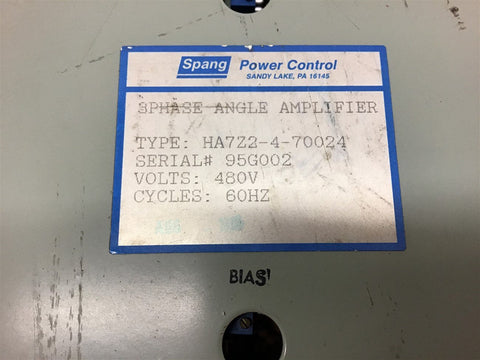 Spang Power Control
SANDY LAKE, PA 16145
3PHASE ANGLE AMPLIFIER
TYPE: HA7Z2-4-70024
SERIAL# 95G002
VOLTS: 480V
CYCLES: 60HZ
BIAS